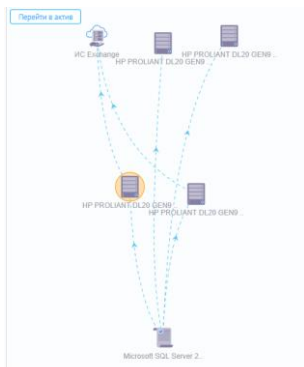 Перейти в актив
ИС Exchange
HP PROLIANT DL20 GEN9 ..
HP PROLIANT DL20 GEN9 ..
HP PROLIANT DL20 GEN9 ..
HP PROLIANT DL20 GEN9 ..
Microsoft SQL Server 2..